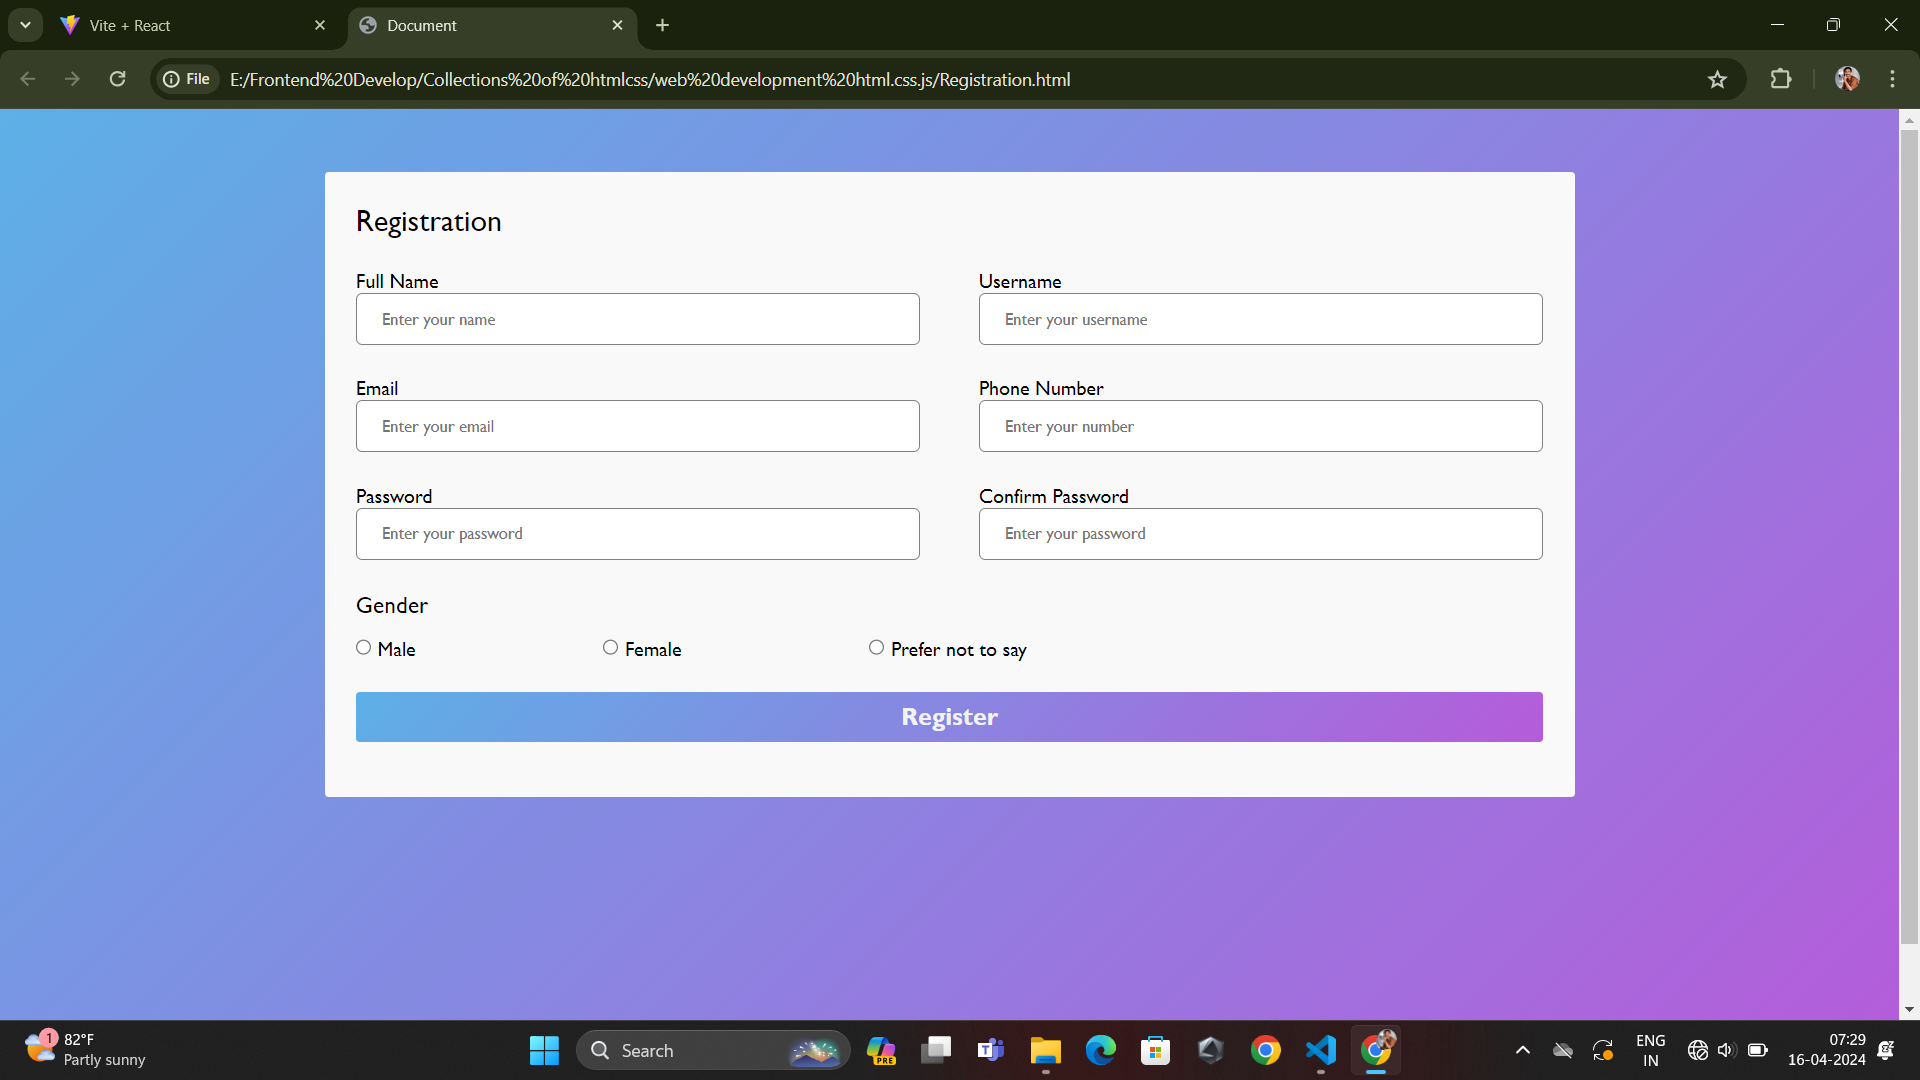 Vite + React
Document
File
E:/Frontend%20Develop/Collections%20of%20htmlcss/web%20development%20html.css.js/Registration.html
Registration
Full Name
Username
Enter your name
Enter your username
Email
Phone Number
Enter your email
Enter your number
Password
Confirm Password
Enter your password
Enter your password
Gender
Male
Female
Prefer not to say
Register
1
82°F
Partly sunny
Search
PRE
ENG
IN
07:29
16-04-2024